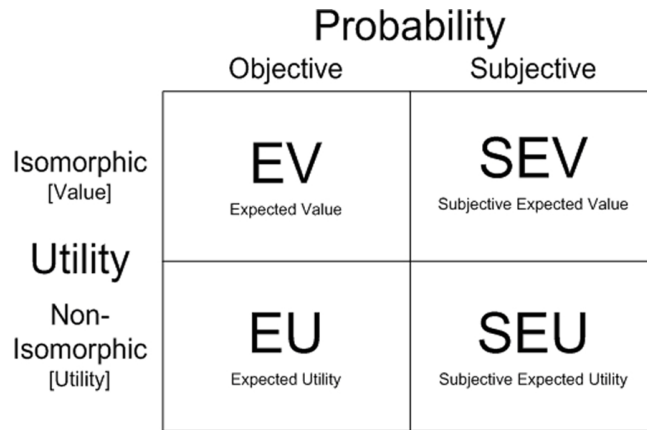 Probability
Objective Subjective
Isomorphic
[Value]
EV
Expected Value
SEV
Subjective Expected Value
Utility
Non-
Isomorphic
[Utility]
EU
Expected Utility
SEU
Subjective Expected Utility